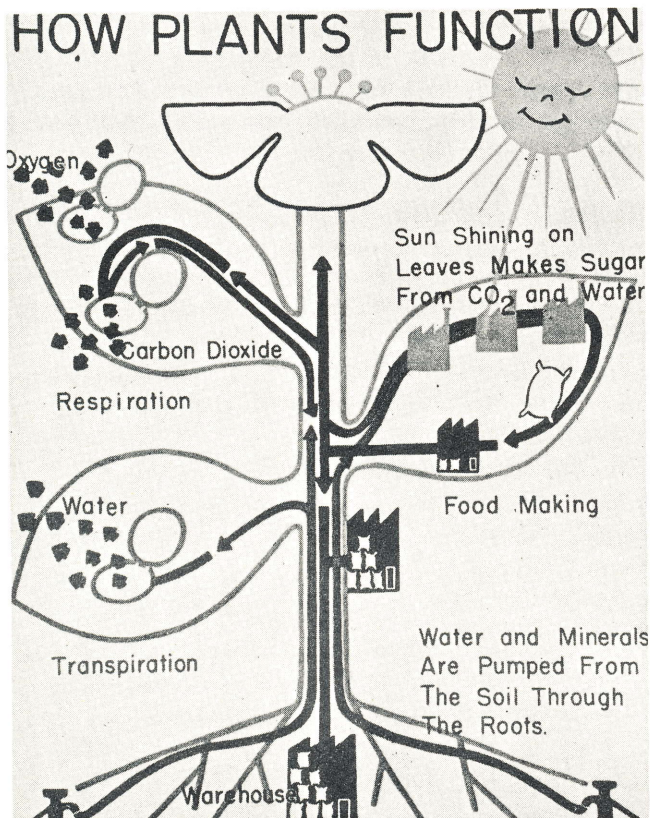 HOW PLANTS FUNCTION
Oxygen
Sun Shining on
Leaves Makes Sugar
From CO₂ and Water
Carbon Dioxide
Respiration
Water
Food Making
Transpiration
Water and Minerals
Are Pumped From
The Soil Through
The Roots.
Warehouse